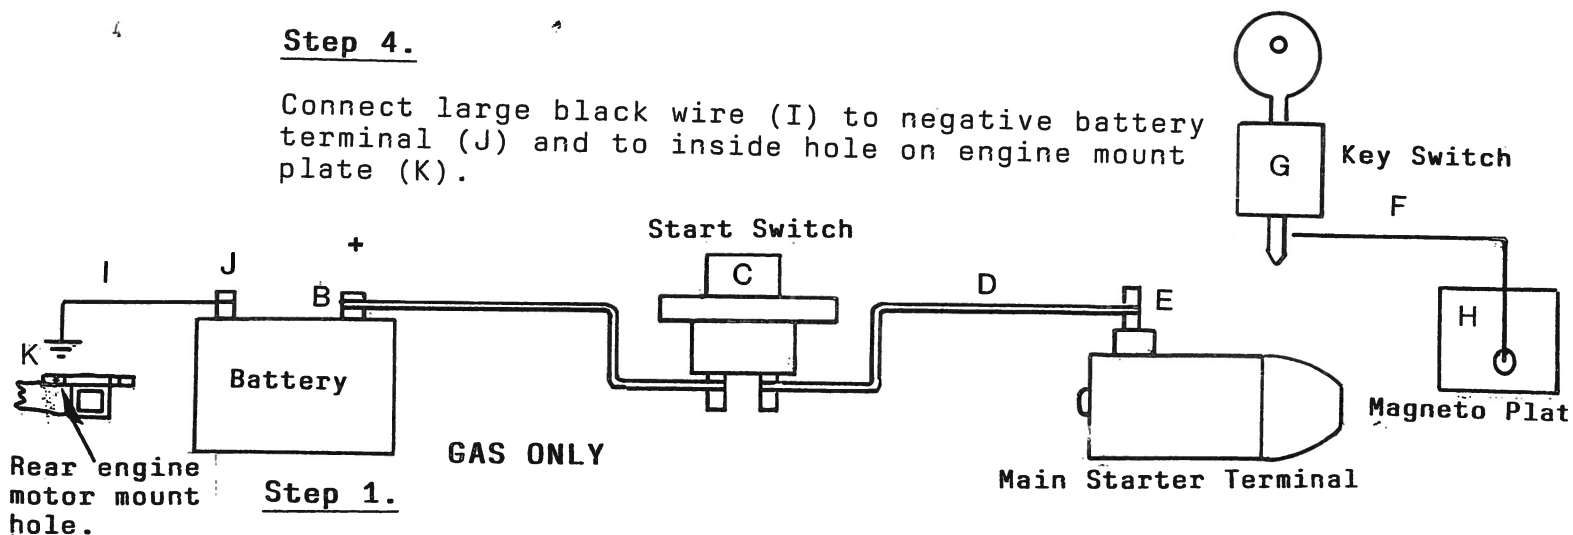 Step 4.
Connect large black wire (I) to negative battery
terminal (J) and to inside hole on engine mount
plate (K).
G
Key Switch
F
Start Switch
+
I
J
B
C
D
E
H
K
Battery
Magneto Plat
GAS ONLY
Main Starter Terminal
Rear engine
motor mount
hole.
Step 1.